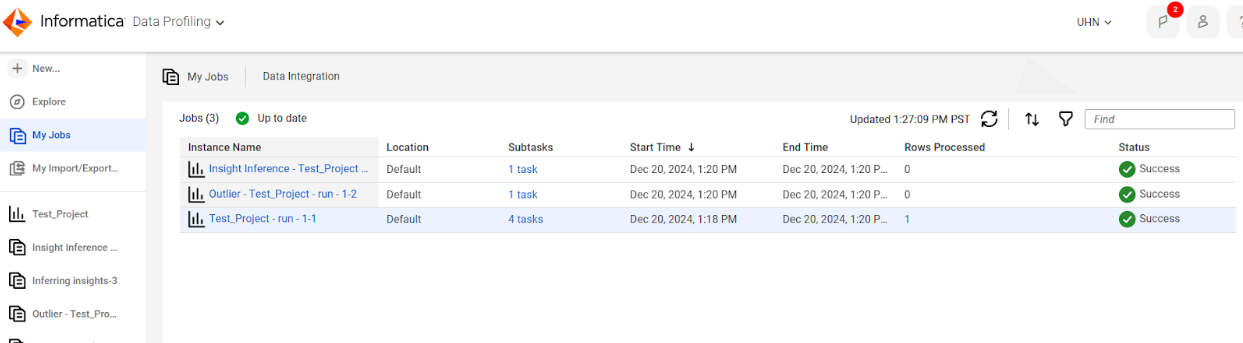 Informatica Data Profiling
UHN
2
?
New...
Explore
My Jobs
My Import/Export...
Test_Project
Insight Inference ...
Inferring insights-3
Outlier - Test_Pro...
My Jobs
Data Integration
Jobs (3) Up to date
Updated 1:27:09 PM PST
Find
Instance Name Location Subtasks Start Time ↓ End Time Rows Processed Status
Insight Inference - Test_Project ... Default 1 task Dec 20, 2024, 1:20 PM Dec 20, 2024, 1:20 P... 0 Success
Outlier - Test_Project - run - 1-2 Default 1 task Dec 20, 2024, 1:20 PM Dec 20, 2024, 1:20 P... 0 Success
Test_Project - run - 1-1 Default 4 tasks Dec 20, 2024, 1:18 PM Dec 20, 2024, 1:20 P... 1 Success